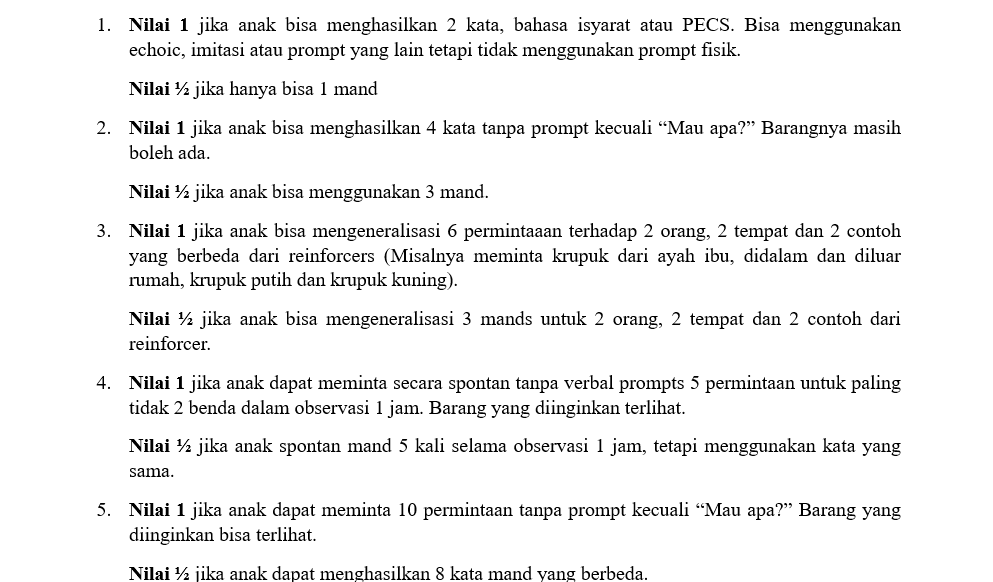 1. Nilai 1 jika anak bisa menghasilkan 2 kata, bahasa isyarat atau PECS. Bisa menggunakan
echoic, imitasi atau prompt yang lain tetapi tidak menggunakan prompt fisik.
Nilai ½ jika hanya bisa 1 mand
2. Nilai 1 jika anak bisa menghasilkan 4 kata tanpa prompt kecuali “Mau apa?” Barangnya masih
boleh ada.
Nilai ½ jika anak bisa menggunakan 3 mand.
3. Nilai 1 jika anak bisa mengeneralisasi 6 permintaaan terhadap 2 orang, 2 tempat dan 2 contoh
yang berbeda dari reinforcers (Misalnya meminta krupuk dari ayah ibu, didalam dan diluar
rumah, krupuk putih dan krupuk kuning).
Nilai ½ jika anak bisa mengeneralisasi 3 mands untuk 2 orang, 2 tempat dan 2 contoh dari
reinforcer.
4. Nilai 1 jika anak dapat meminta secara spontan tanpa verbal prompts 5 permintaan untuk paling
tidak 2 benda dalam observasi 1 jam. Barang yang diinginkan terlihat.
Nilai ½ jika anak spontan mand 5 kali selama observasi 1 jam, tetapi menggunakan kata yang
sama.
5. Nilai 1 jika anak dapat meminta 10 permintaan tanpa prompt kecuali “Mau apa?” Barang yang
diinginkan bisa terlihat.
Nilai ½ jika anak dapat menghasilkan 8 kata mand yang berbeda.